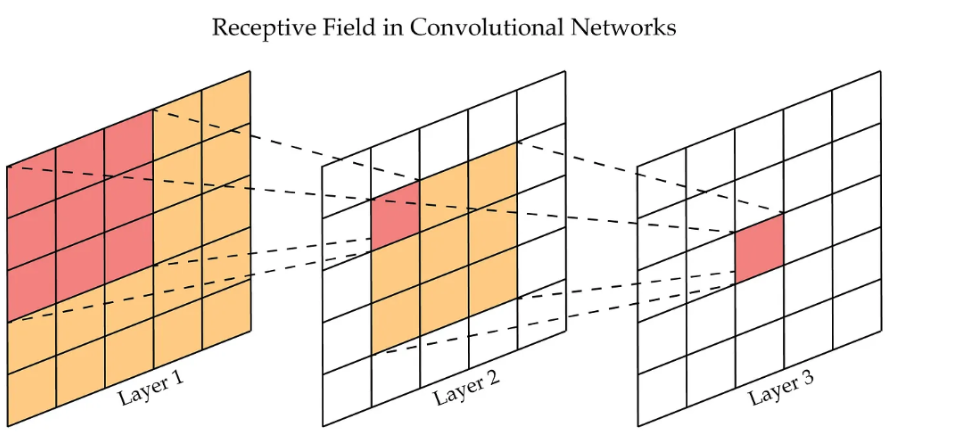 Receptive Field in Convolutional Networks
Layer 1
Layer 2
Layer 3